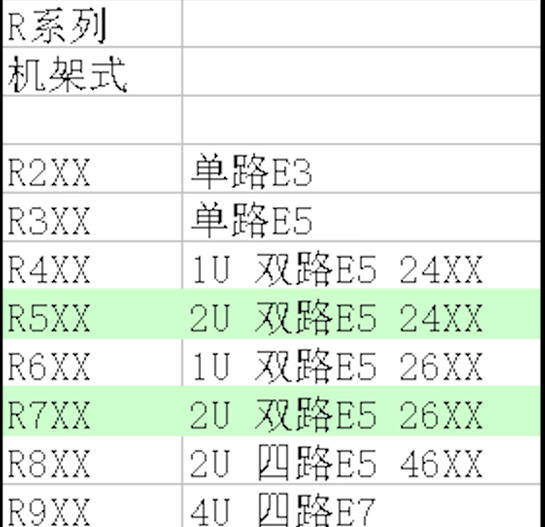 R系列
机架式
R2XX 单路E3
R3XX 单路E5
R4XX 1U 双路E5 24XX
R5XX 2U 双路E5 24XX
R6XX 1U 双路E5 26XX
R7XX 2U 双路E5 26XX
R8XX 2U 四路E5 46XX
R9XX 4U 四路E7